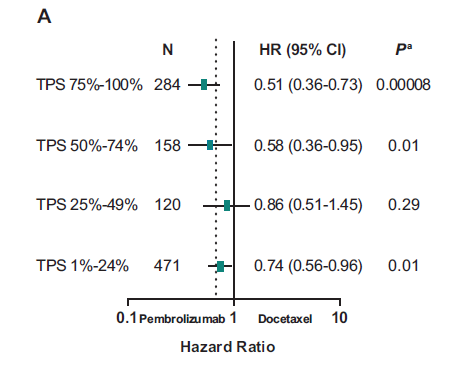 A
N HR (95% CI) Pª
TPS 75%-100% 284 0.51 (0.36-0.73) 0.00008
TPS 50%-74% 158 0.58 (0.36-0.95) 0.01
TPS 25%-49% 120 0.86 (0.51-1.45) 0.29
TPS 1%-24% 471 0.74 (0.56-0.96) 0.01
0.1 Pembrolizumab 1 Docetaxel 10
Hazard Ratio